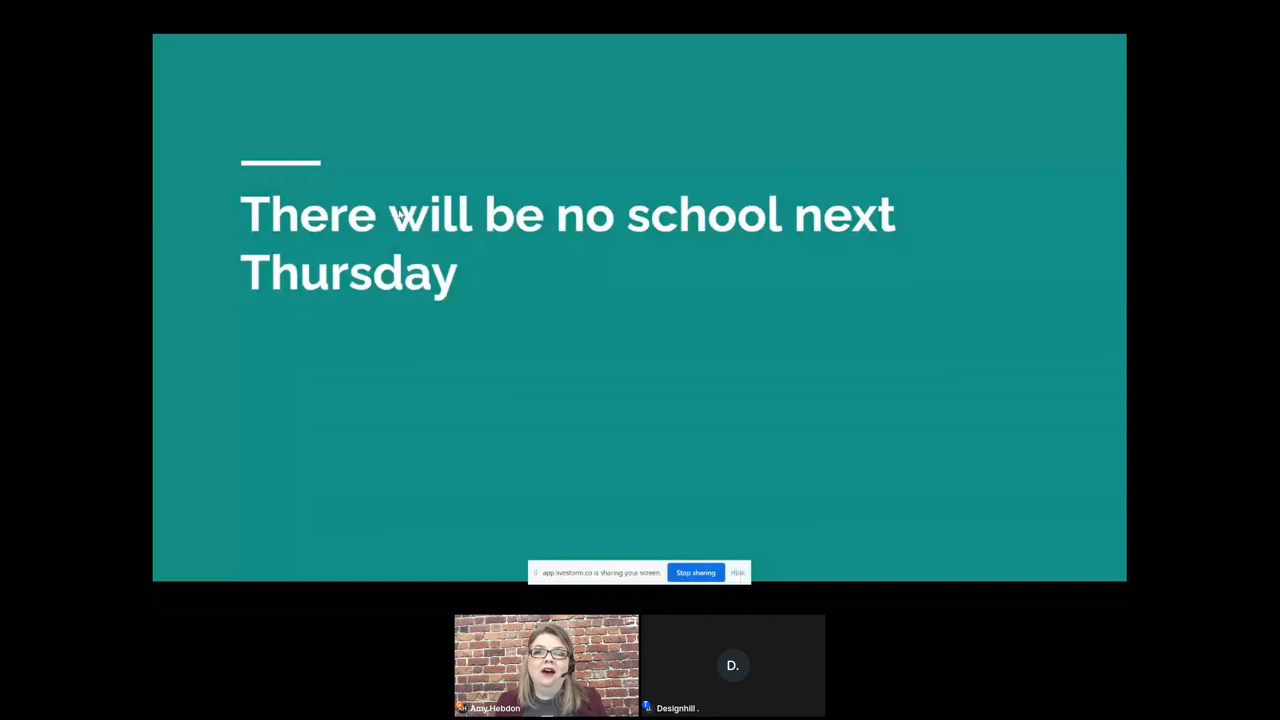 There will be no school next
Thursday
app.livestorm.co is sharing your screen.
Stop sharing
Hide
AH
Amy Hebdon
D.
Designhill .